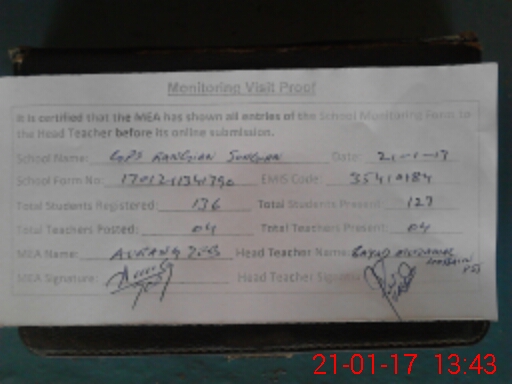 Monitoring Visit Proof
It is certified that the MEA has shown all entries of the School Monitoring Form to
the Head Teacher before its online submission.
School Name: GPS Date: 21-1-17
School Form No: EMIS Code: 35410184
Total Students Registered: 136 Total Students Present: 127
Total Teachers Posted: 04 Total Teachers Present: 04
MEA Name: AURANG ZEB Head Teacher Name:
MEA Signature: Head Teacher Signature
21-01-17 13:43